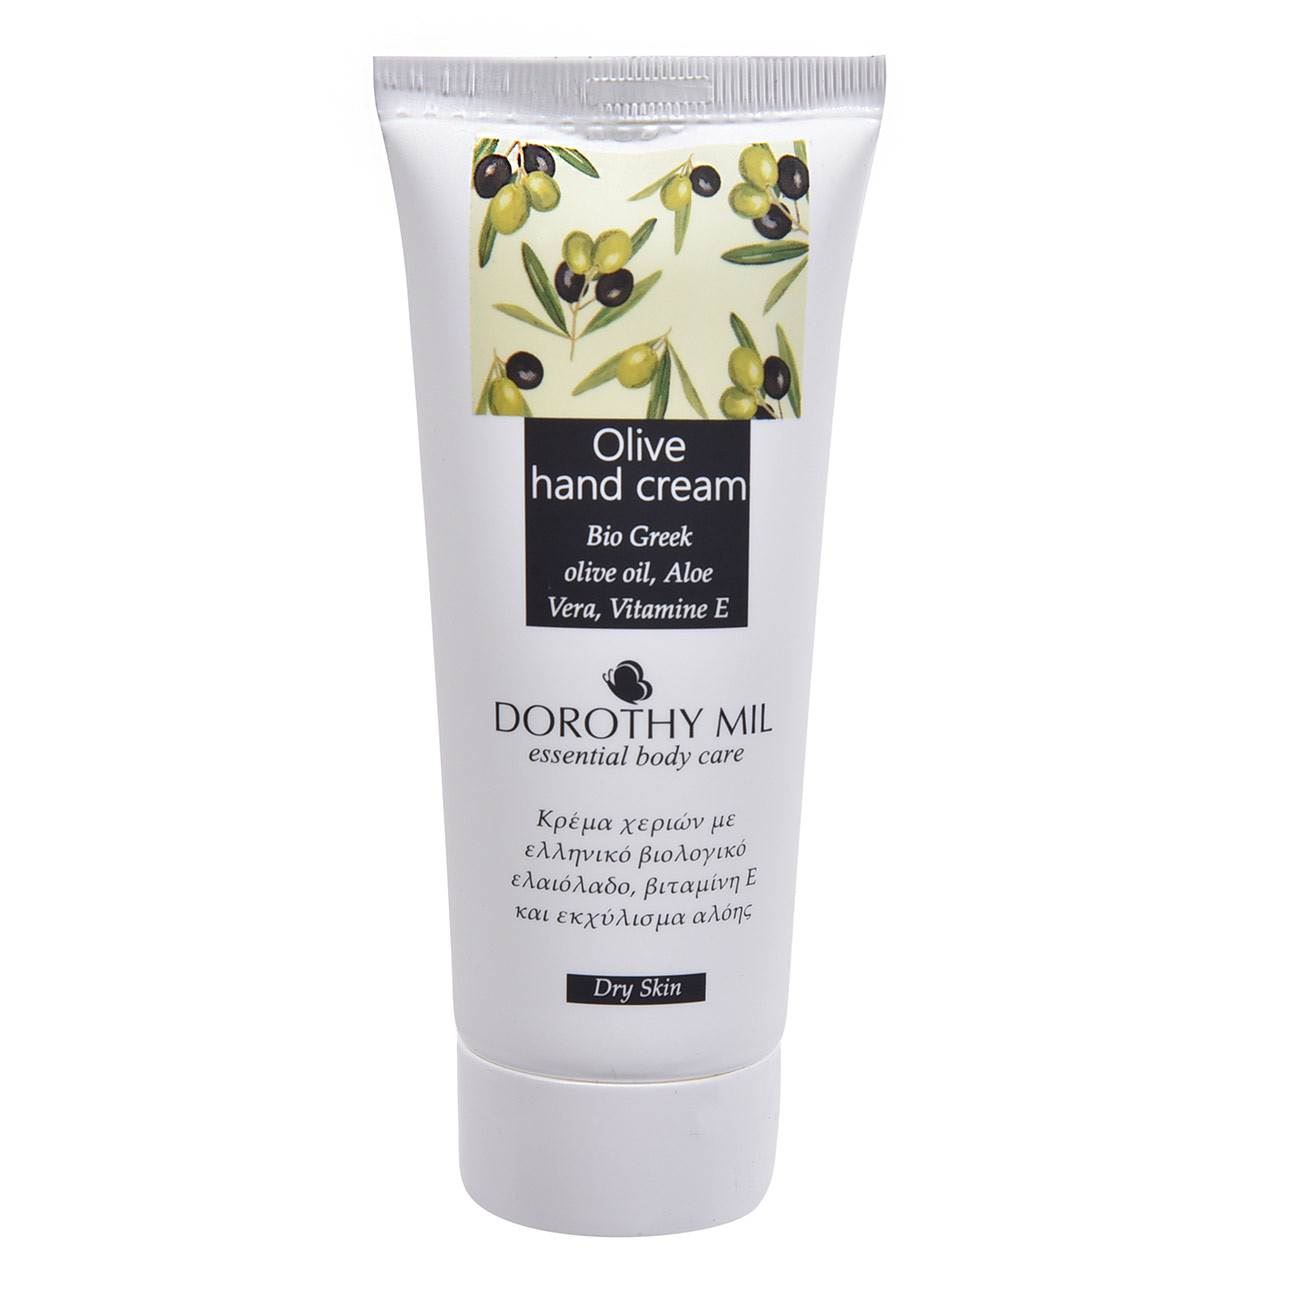 Olive
hand cream
Bio Greek
olive oil, Aloe
Vera, Vitamine E
DOROTHY MIL
essential body care
Κρέμα χεριών με
ελληνικό βιολογικό
ελαιόλαδο, βιταμίνη Ε
και εκχύλισμα αλόης
Dry Skin